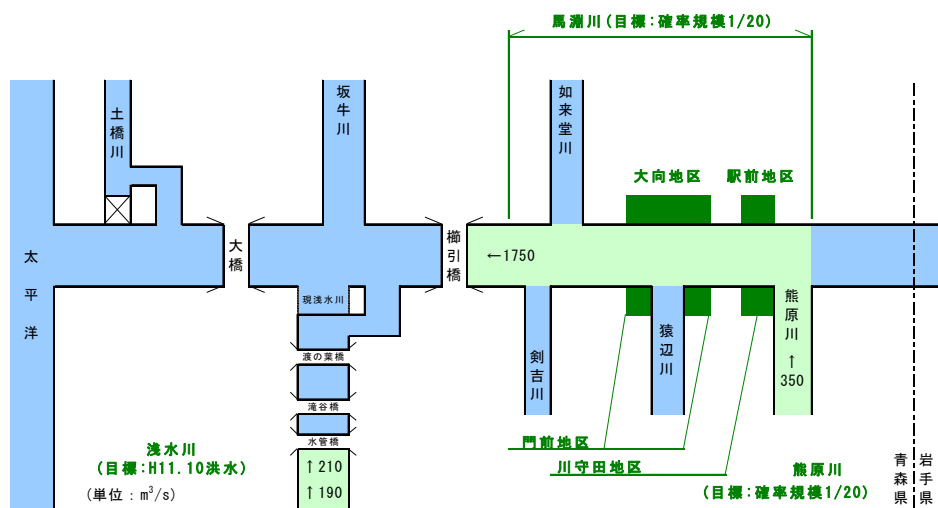 馬淵川(目標:確率規模1/20)
土橋川
坂牛川
如来堂川
大向地区
駅前地区
太平洋
大橋
櫛引橋
←1750
現浅水川
熊原川
↑
350
渡の葉橋
剣吉川
猿辺川
滝谷橋
水管橋
門前地区
川守田地区
浅水川
(目標:H11.10洪水)
(単位:m³/s)
↑210
↑190
熊原川
(目標:確率規模1/20)
青森県
岩手県